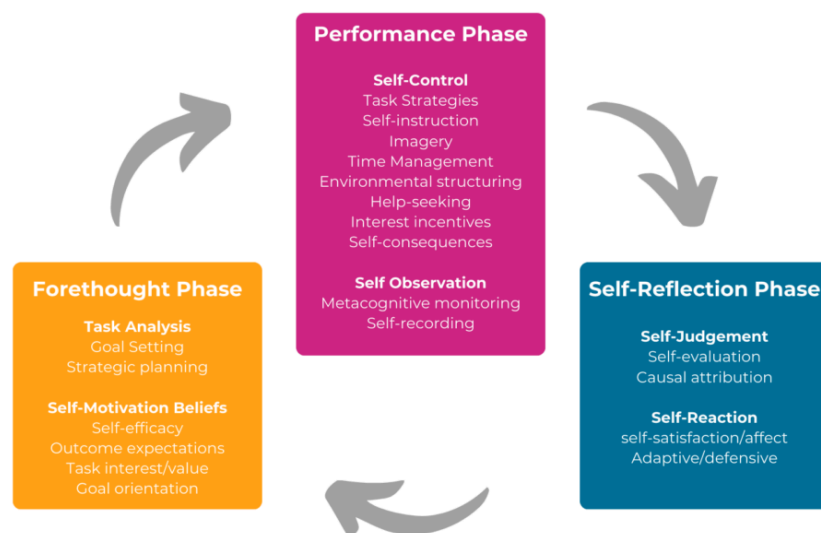 Performance Phase
Self-Control
Task Strategies
Self-instruction
Imagery
Time Management
Environmental structuring
Help-seeking
Interest incentives
Self-consequences
Self Observation
Metacognitive monitoring
Self-recording
Forethought Phase
Task Analysis
Goal Setting
Strategic planning
Self-Motivation Beliefs
Self-efficacy
Outcome expectations
Task interest/value
Goal orientation
Self-Reflection Phase
Self-Judgement
Self-evaluation
Causal attribution
Self-Reaction
self-satisfaction/affect
Adaptive/defensive